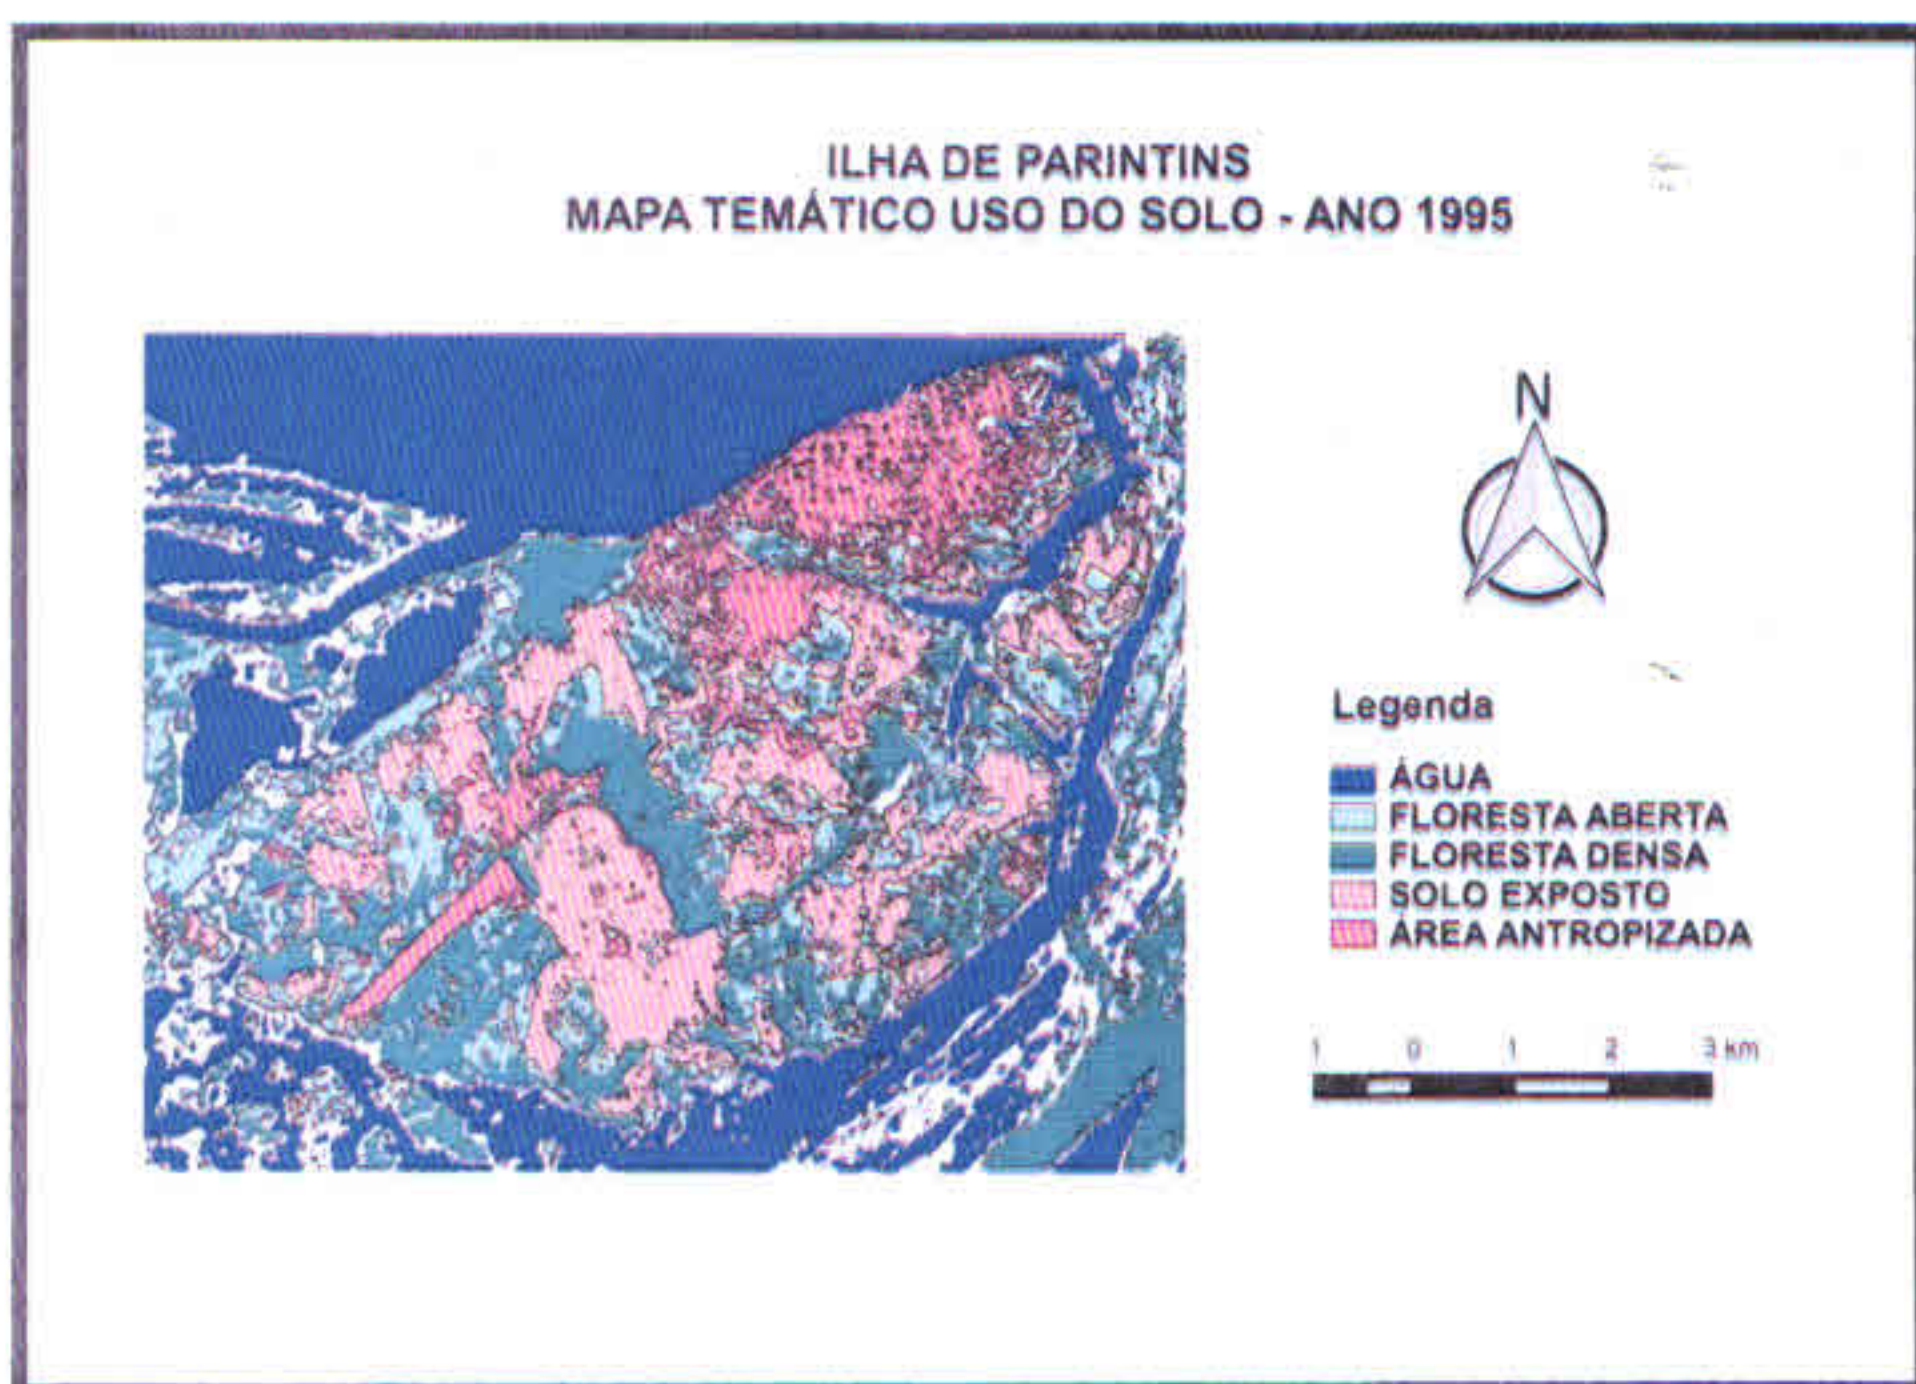 ILHA DE PARINTINS
MAPA TEMÁTICO USO DO SOLO - ANO 1995
N
Legenda
ÁGUA
FLORESTA ABERTA
FLORESTA DENSA
SOLO EXPOSTO
ÁREA ANTROPIZADA
1 0 1 2 3 km